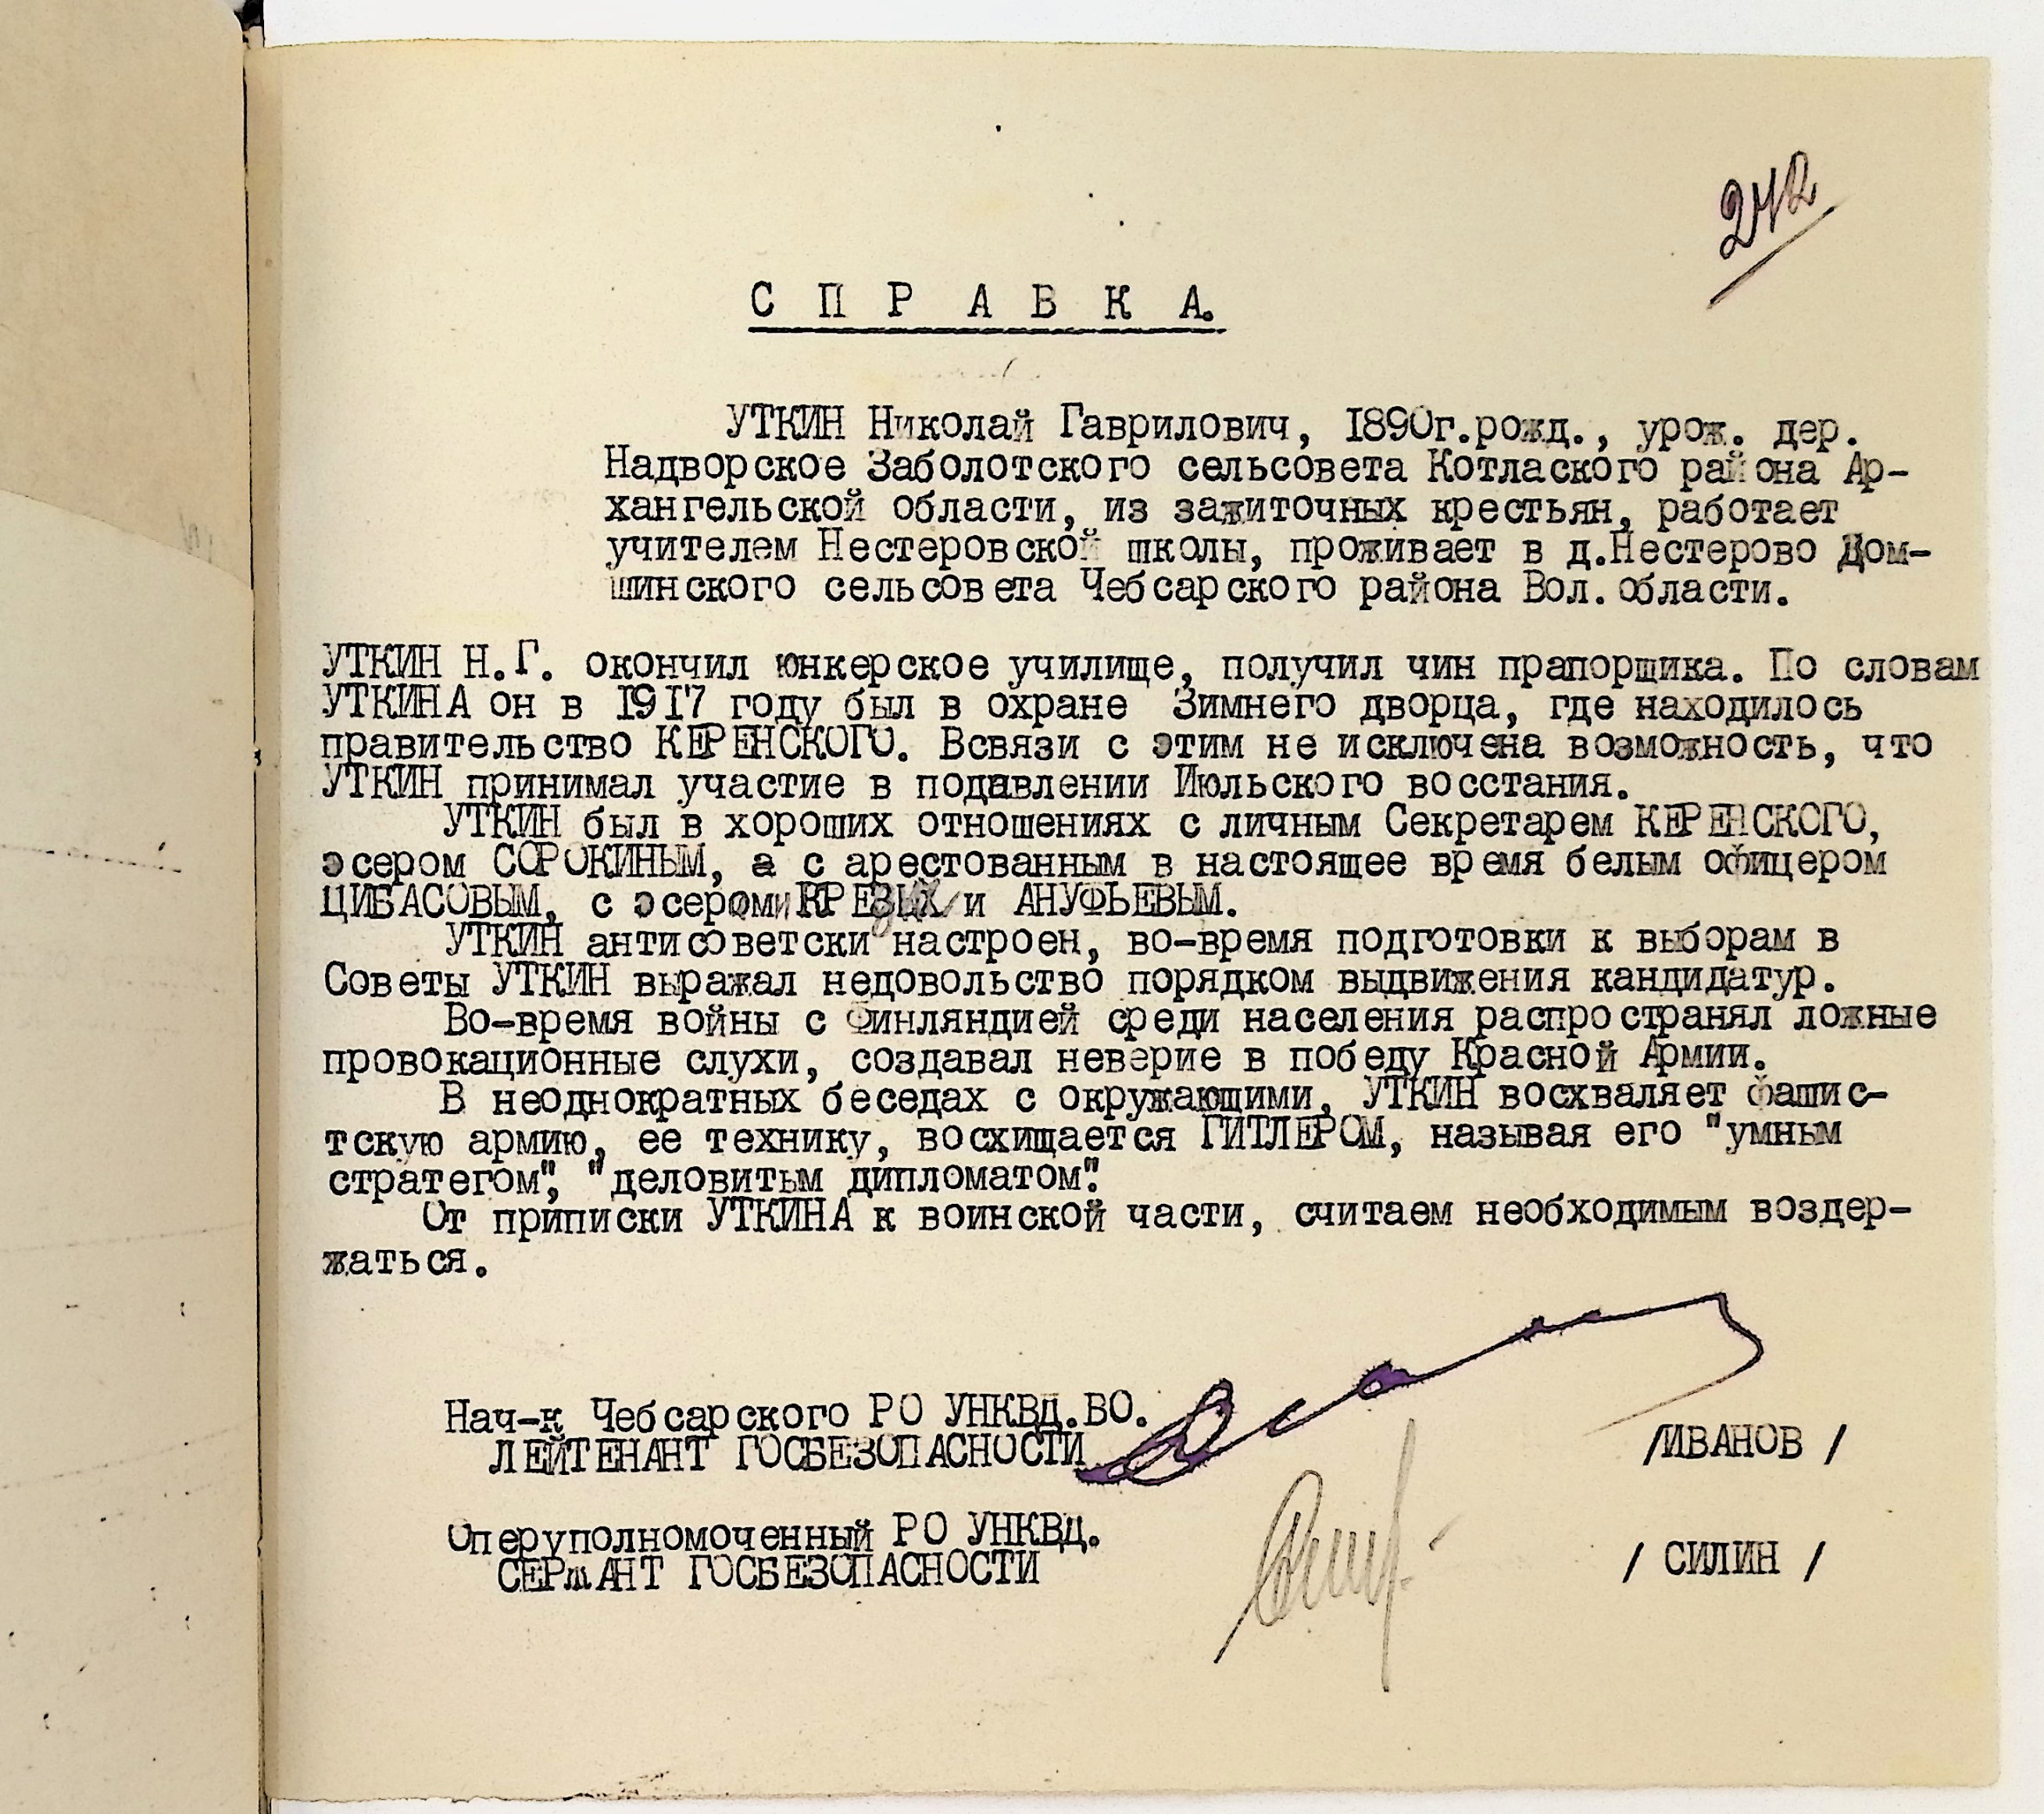 242
С П Р А В К А.
УТКИН Николай Гаврилович, 1890г.рожд., урож. дер.
Надворское Заболотского сельсовета Котлаского района Ар-
хангельской области, из зажиточных крестьян, работает
учителем Нестеровской школы, проживает в д.Нестерово Дом-
шинского сельсовета Чебсарского района Вол. области.
УТКИН Н.Г. окончил юнкерское училище, получил чин прапорщика. По словам
УТКИНА он в 1917 году был в охране Зимнего дворца, где находилось
правительство КЕРЕНСКОГО. Всвязи с этим не исключена возможность, что
УТКИН принимал участие в подавлении Июльского восстания.
УТКИН был в хороших отношениях с личным Секретарем КЕРЕНСКОГО,
эсером СОРОКИНЫМ, а с арестованным в настоящее время белым офицером
ЦИБАСОВЫМ, с эсероми и АНУФЬЕВЫМ.
УТКИН антисоветски настроен, во-время подготовки к выборам в
Советы УТКИН выражал недовольство порядком выдвижения кандидатур.
Во-время войны с Финляндией среди населения распространял ложные
провокационные слухи, создавал неверие в победу Красной Армии.
В неоднократных беседах с окружающими, УТКИН восхваляет фашис-
тскую армию, ее технику, восхищается ГИТЛЕРОМ, называя его "умным
стратегом", "деловитым дипломатом".
От приписки УТКИНА к воинской части, считаем необходимым воздер-
жаться.
Нач-к Чебсарского РО УНКВД.ВО.
ЛЕЙТЕНАНТ ГОСБЕЗОПАСНОСТИ /ИВАНОВ /
Оперуполномоченный РО УНКВД.
СЕРжАНТ ГОСБЕЗОПАСНОСТИ / СИЛИН /